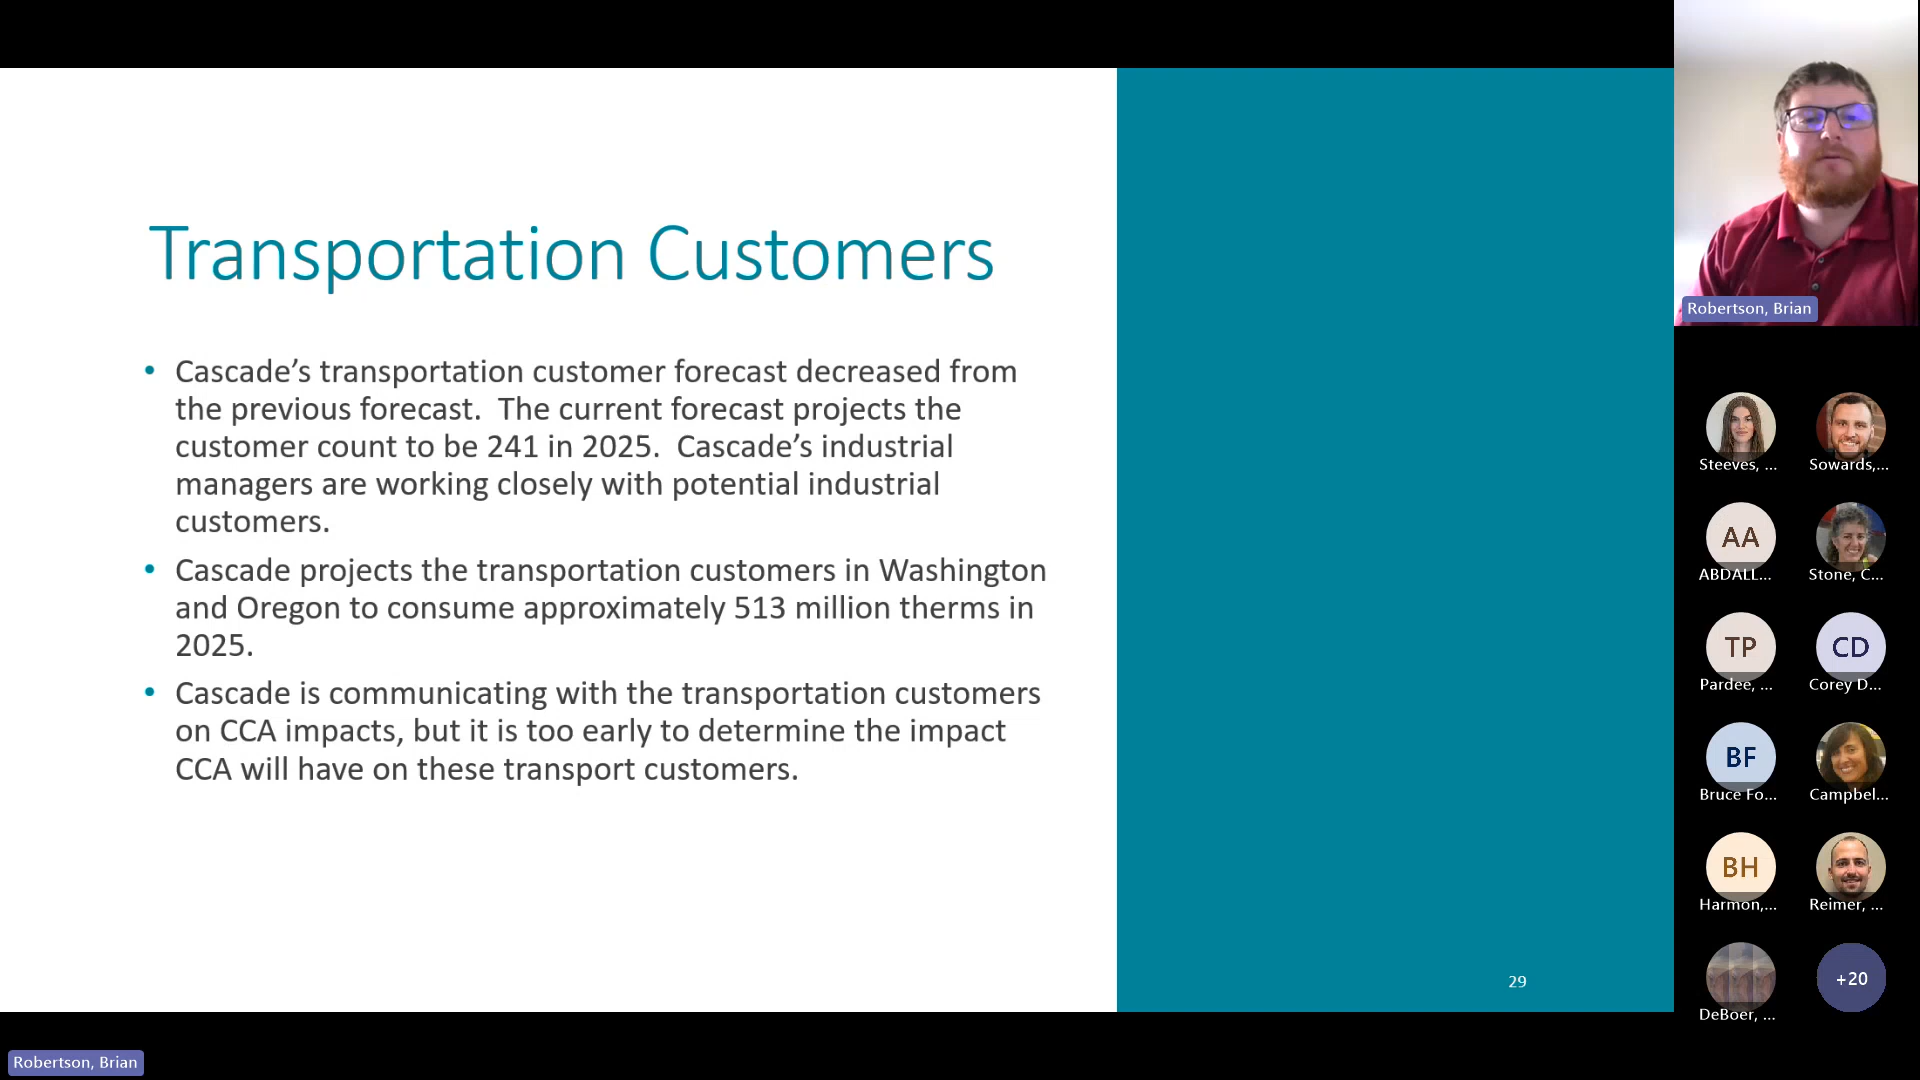 Transportation Customers
• Cascade’s transportation customer forecast decreased from
the previous forecast.  The current forecast projects the
customer count to be 241 in 2025.  Cascade’s industrial
managers are working closely with potential industrial
customers.
• Cascade projects the transportation customers in Washington
and Oregon to consume approximately 513 million therms in
2025.
• Cascade is communicating with the transportation customers
on CCA impacts, but it is too early to determine the impact
CCA will have on these transport customers.
29
Robertson, Brian
Steeves, ...
Sowards,...
AA
ABDALL...
Stone, C...
TP
Pardee, ...
CD
Corey D...
BF
Bruce Fo...
Campbel...
BH
Harmon,...
Reimer, ...
DeBoer, ...
+20
Robertson, Brian